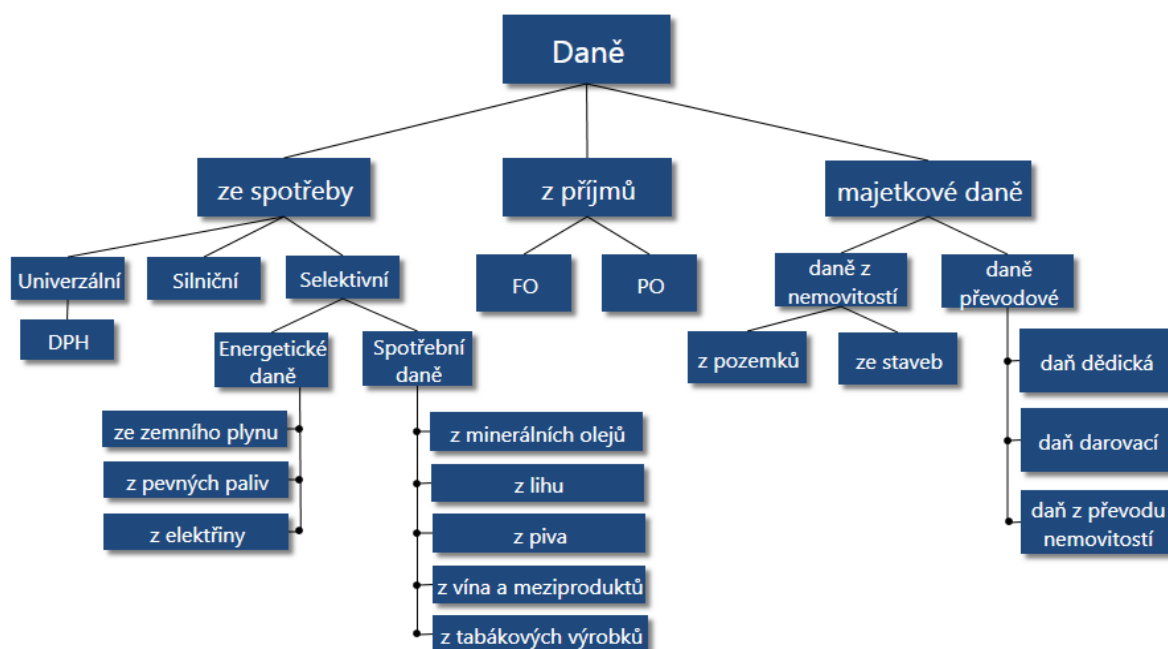 Daně
ze spotřeby
z příjmů
majetkové daně
Univerzální
Silniční
Selektivní
FO
PO
daně z
nemovitostí
daně
převodové
DPH
Energetické
daně
Spotřební
daně
z pozemků
ze staveb
daň dědická
ze zemního plynu
z pevných paliv
z elektřiny
z minerálních olejů
z lihu
z piva
z vína a meziproduktů
z tabákových výrobků
daň darovací
daň z převodu
nemovitostí